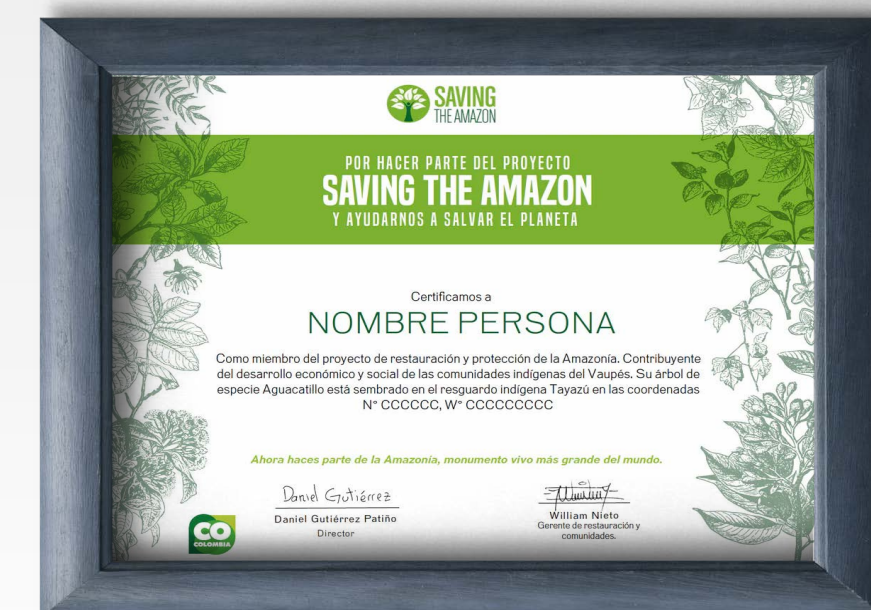 SAVING
THE AMAZON
POR HACER PARTE DEL PROYECTO
SAVING THE AMAZON
Y AYUDARNOS A SALVAR EL PLANETA
Certificamos a
NOMBRE PERSONA
Como miembro del proyecto de restauración y protección de la Amazonía. Contribuyente
del desarrollo económico y social de las comunidades indígenas del Vaupés. Su árbol de
especie Aguacatillo está sembrado en el resguardo indígena Tayazú en las coordenadas
N° CCCCCC, W° CCCCCCCCC
Ahora haces parte de la Amazonía, monumento vivo más grande del mundo.
Daniel Gutiérrez
Daniel Gutiérrez Patiño
Director
William Nieto
Gerente de restauración y
comunidades.
CO
COLOMBIA